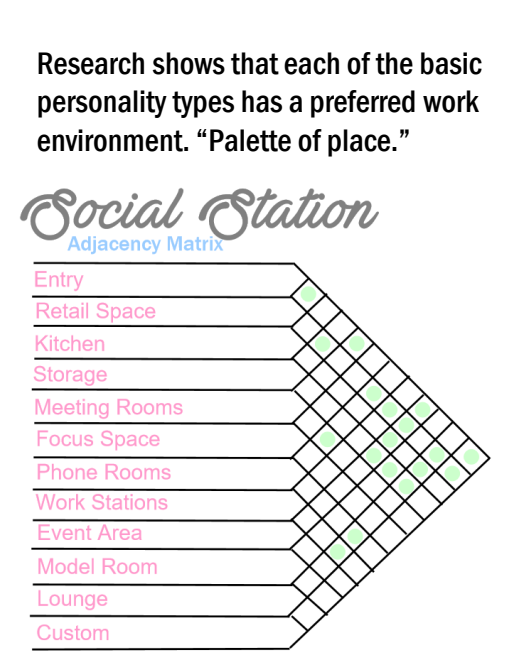 Research shows that each of the basic
personality types has a preferred work
environment. “Palette of place.”
Social Station
Adjacency Matrix
Entry
Retail Space
Kitchen
Storage
Meeting Rooms
Focus Space
Phone Rooms
Work Stations
Event Area
Model Room
Lounge
Custom